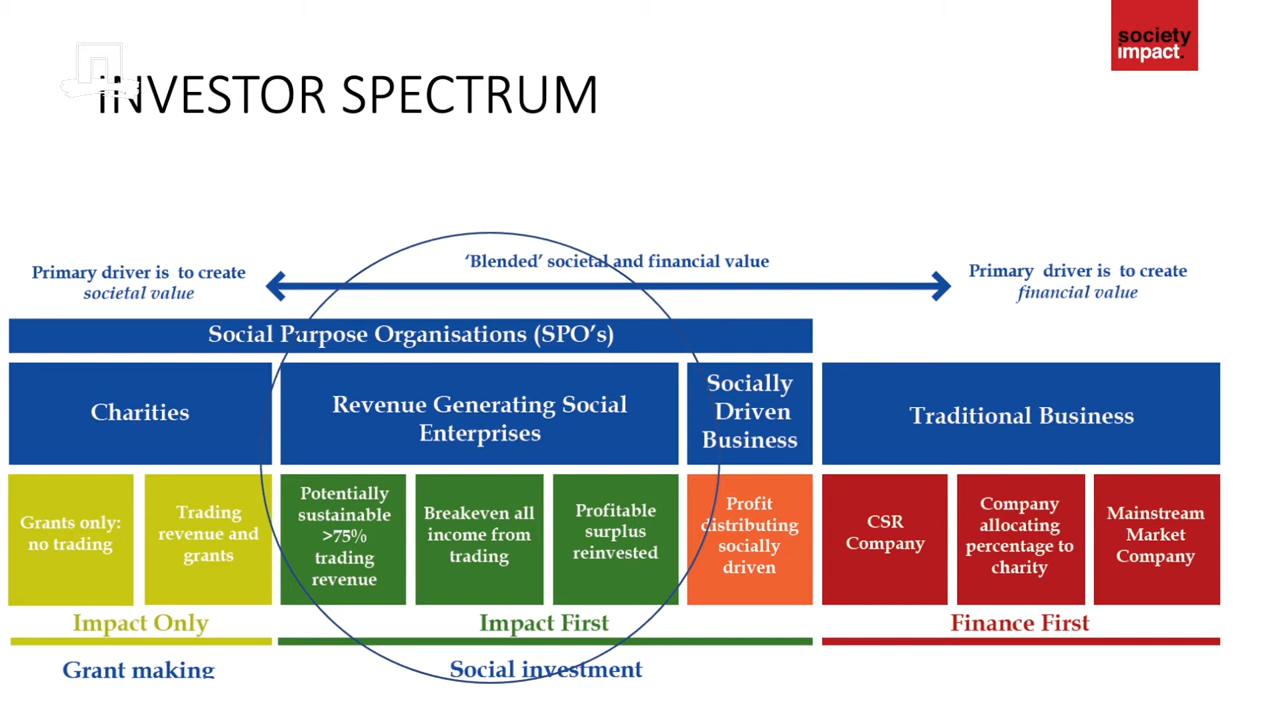 society
impact.
INVESTOR SPECTRUM
‘Blended’ societal and financial value
Primary driver is to create
societal value
Primary driver is to create
financial value
Social Purpose Organisations (SPO’s)
Charities
Revenue Generating Social
Enterprises
Socially
Driven
Business
Traditional Business
Grants only:
no trading
Trading
revenue and
grants
Potentially
sustainable
>75%
trading
revenue
Breakeven all
income from
trading
Profitable
surplus
reinvested
Profit
distributing
socially
driven
CSR
Company
Company
allocating
percentage to
charity
Mainstream
Market
Company
Impact Only
Impact First
Finance First
Grant making
Social investment